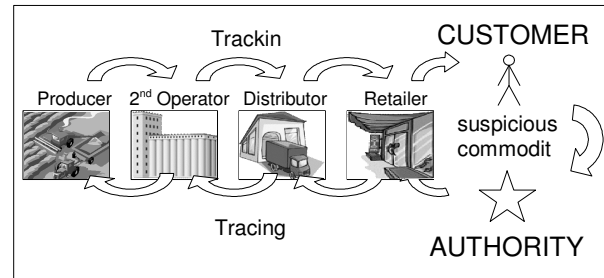 CUSTOMER
Trackin
Producer 2nd Operator Distributor Retailer
suspicious
commodit
Tracing
AUTHORITY